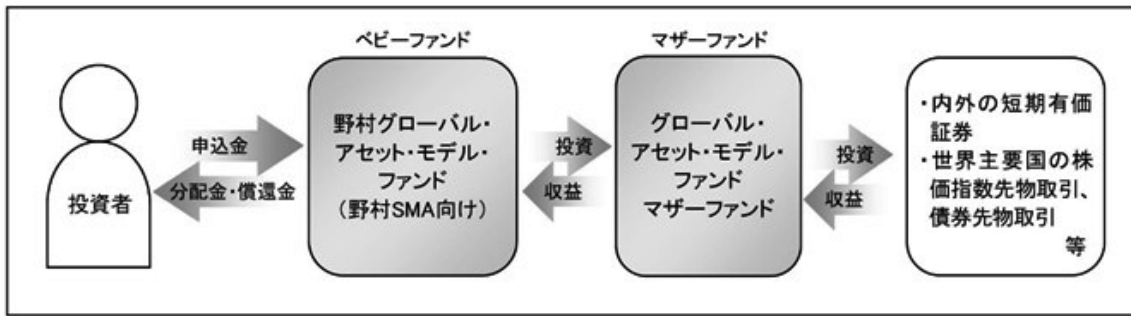 ベビーファンド
マザーファンド
投資者
申込金
分配金・償還金
野村グローバル・
アセット・モデル・
ファンド
（野村SMA向け）
投資
収益
グローバル・
アセット・モデル・
ファンド
マザーファンド
投資
収益
・内外の短期有価
証券
・世界主要国の株
価指数先物取引、
債券先物取引
等